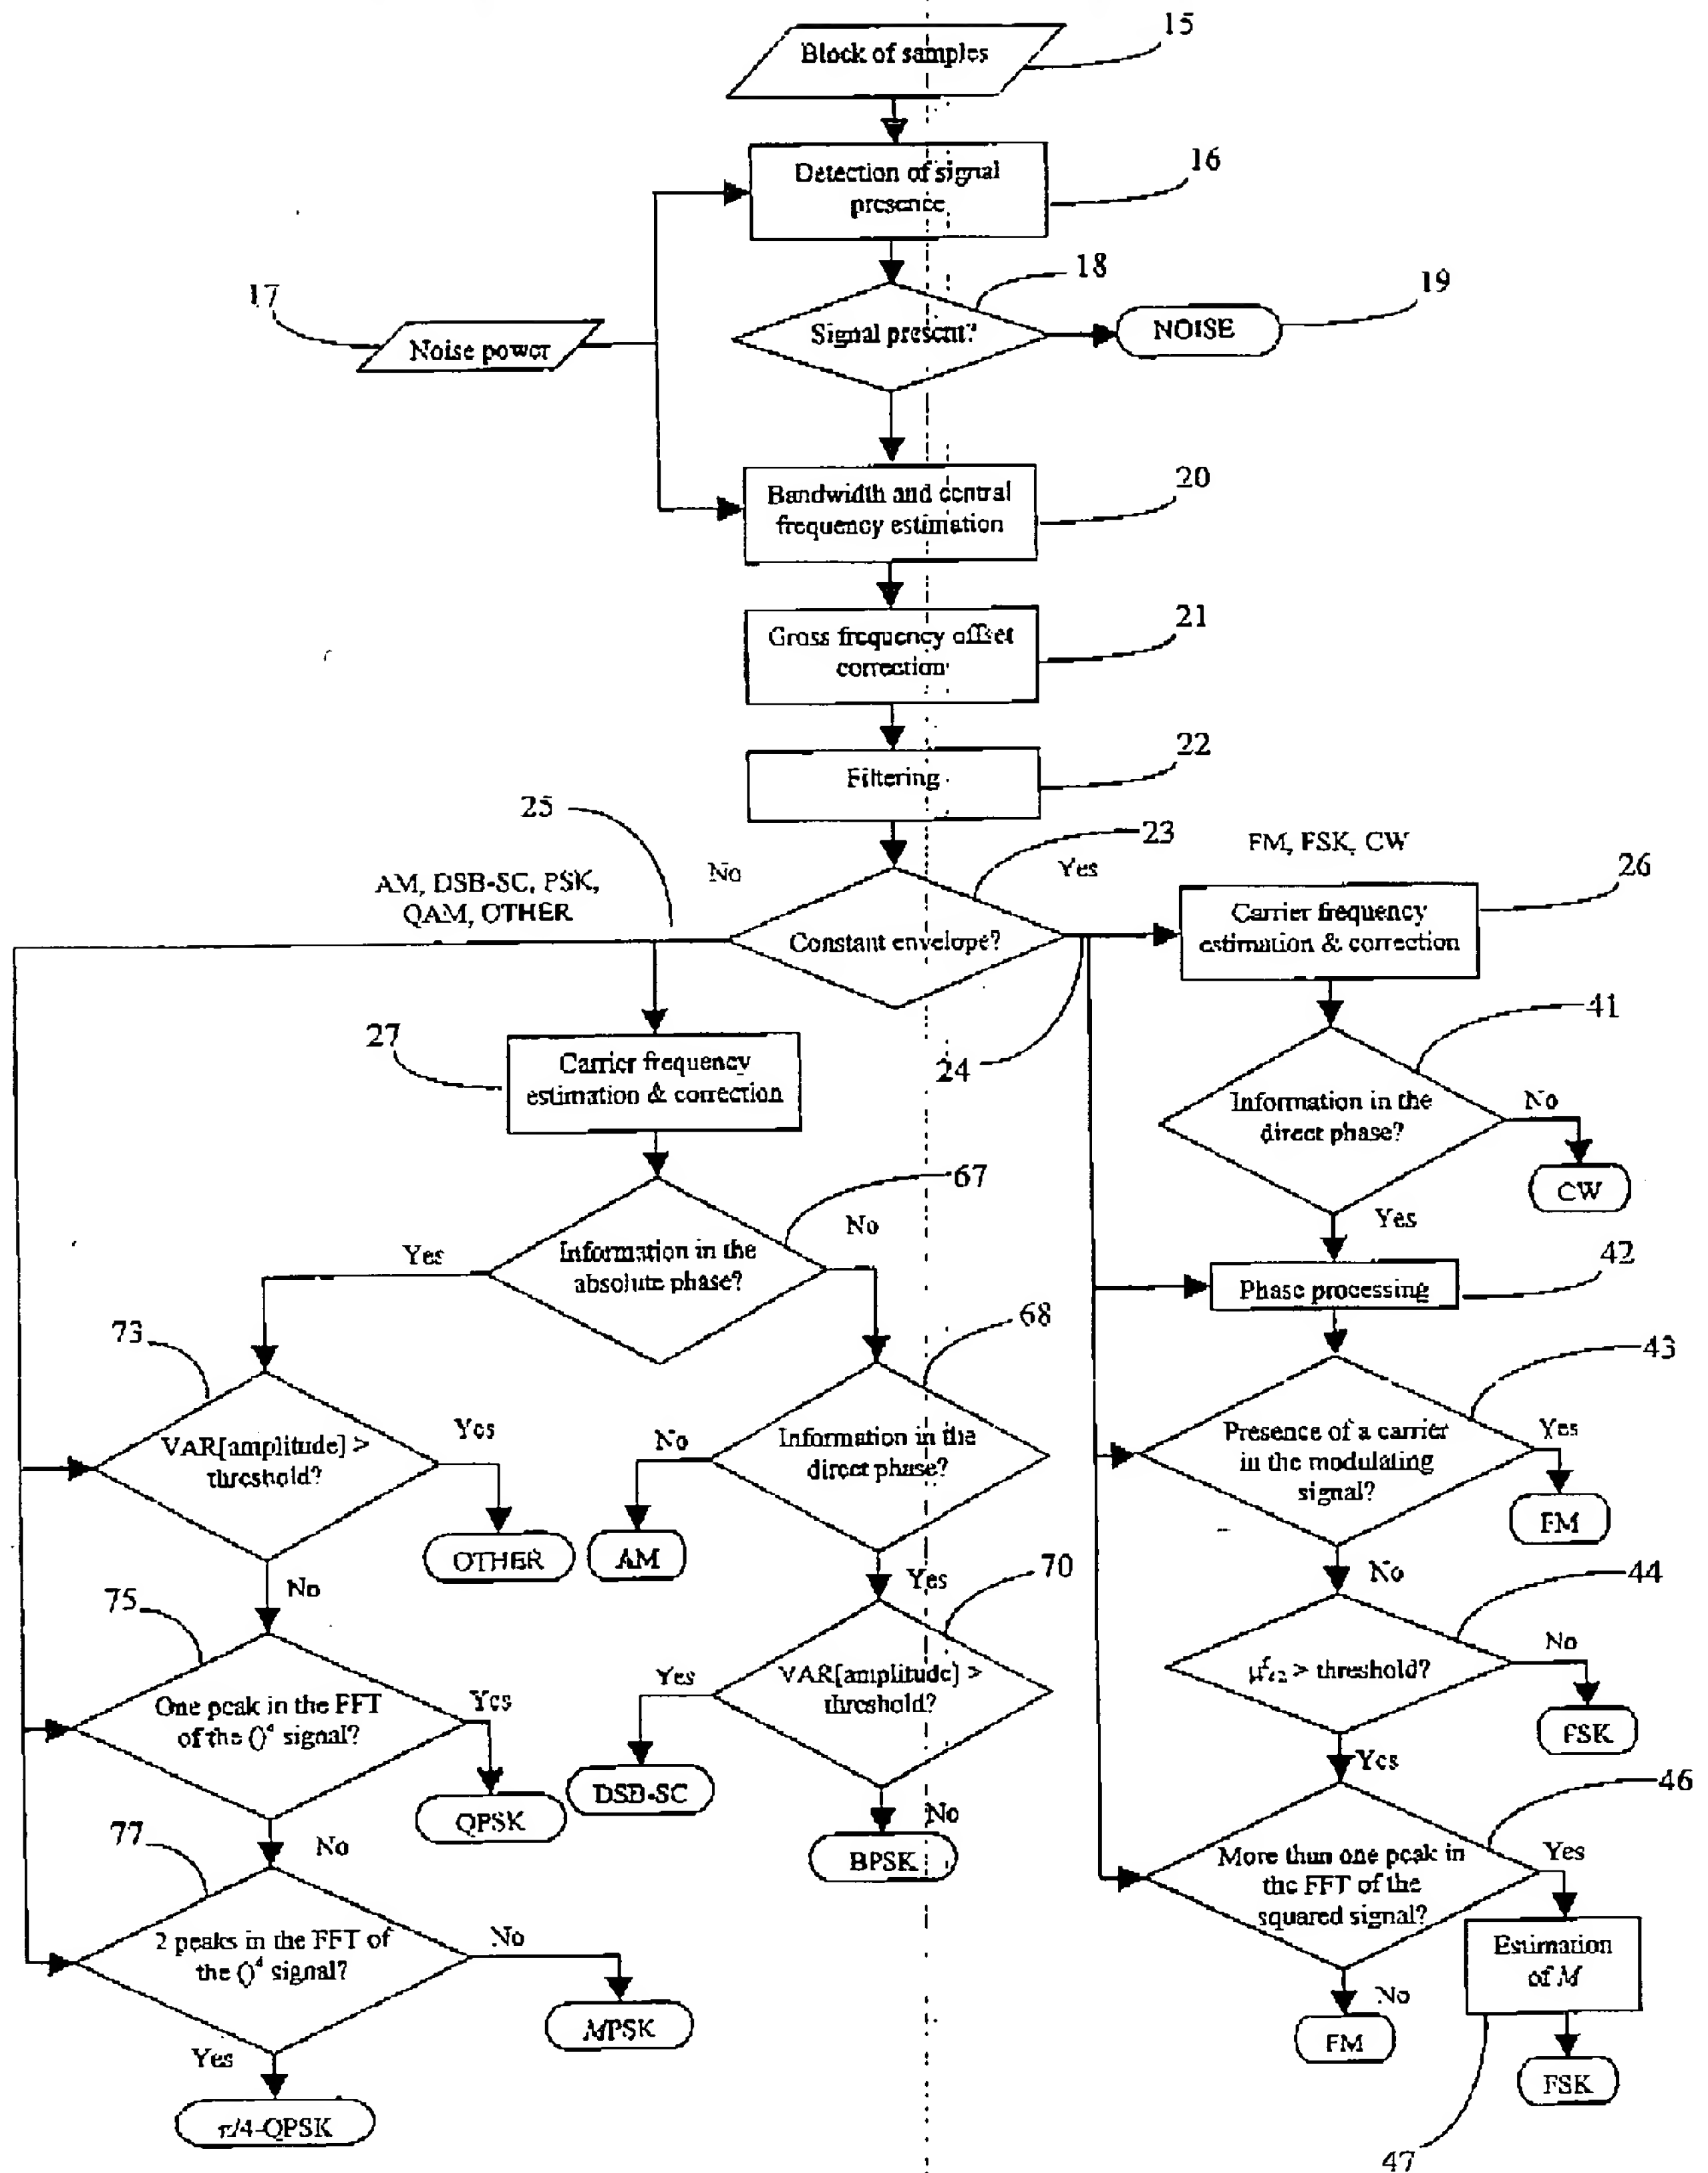 15
Block of samples
16
Detection of signal
presence
18
17
19
Signal present?
NOISE
Noise power
20
Bandwidth and central
frequency estimation
21
Gross frequency offset
correction
22
Filtering
25
23
FM, FSK, CW
No
Yes
26
AM, DSB-SC, PSK,
QAM, OTHER
Carrier frequency
estimation & correction
Constant envelope?
41
27
24
Carrier frequency
estimation & correction
Information in the
direct phase?
No
67
CW
No
Yes
Yes
Information in the
absolute phase?
42
Phase processing
73
68
43
VAR[amplitude] >
threshold?
Yes
No
Information in the
direct phase?
Presence of a carrier
in the modulating
signal?
Yes
OTHER
AM
FM
No
Yes
70
No
44
75
No
VAR[amplitude] >
threshold?
Yes
> threshold?
One peak in the FFT
of the ()⁴ signal?
Yes
FSK
Yes
DSB-SC
46
QPSK
77
No
No
BPSK
More than one peak in
the FFT of the
squared signal?
Yes
2 peaks in the FFT of
the ()⁴ signal?
No
Estimation
of M
MPSK
No
FM
Yes
FSK
π/4-QPSK
47